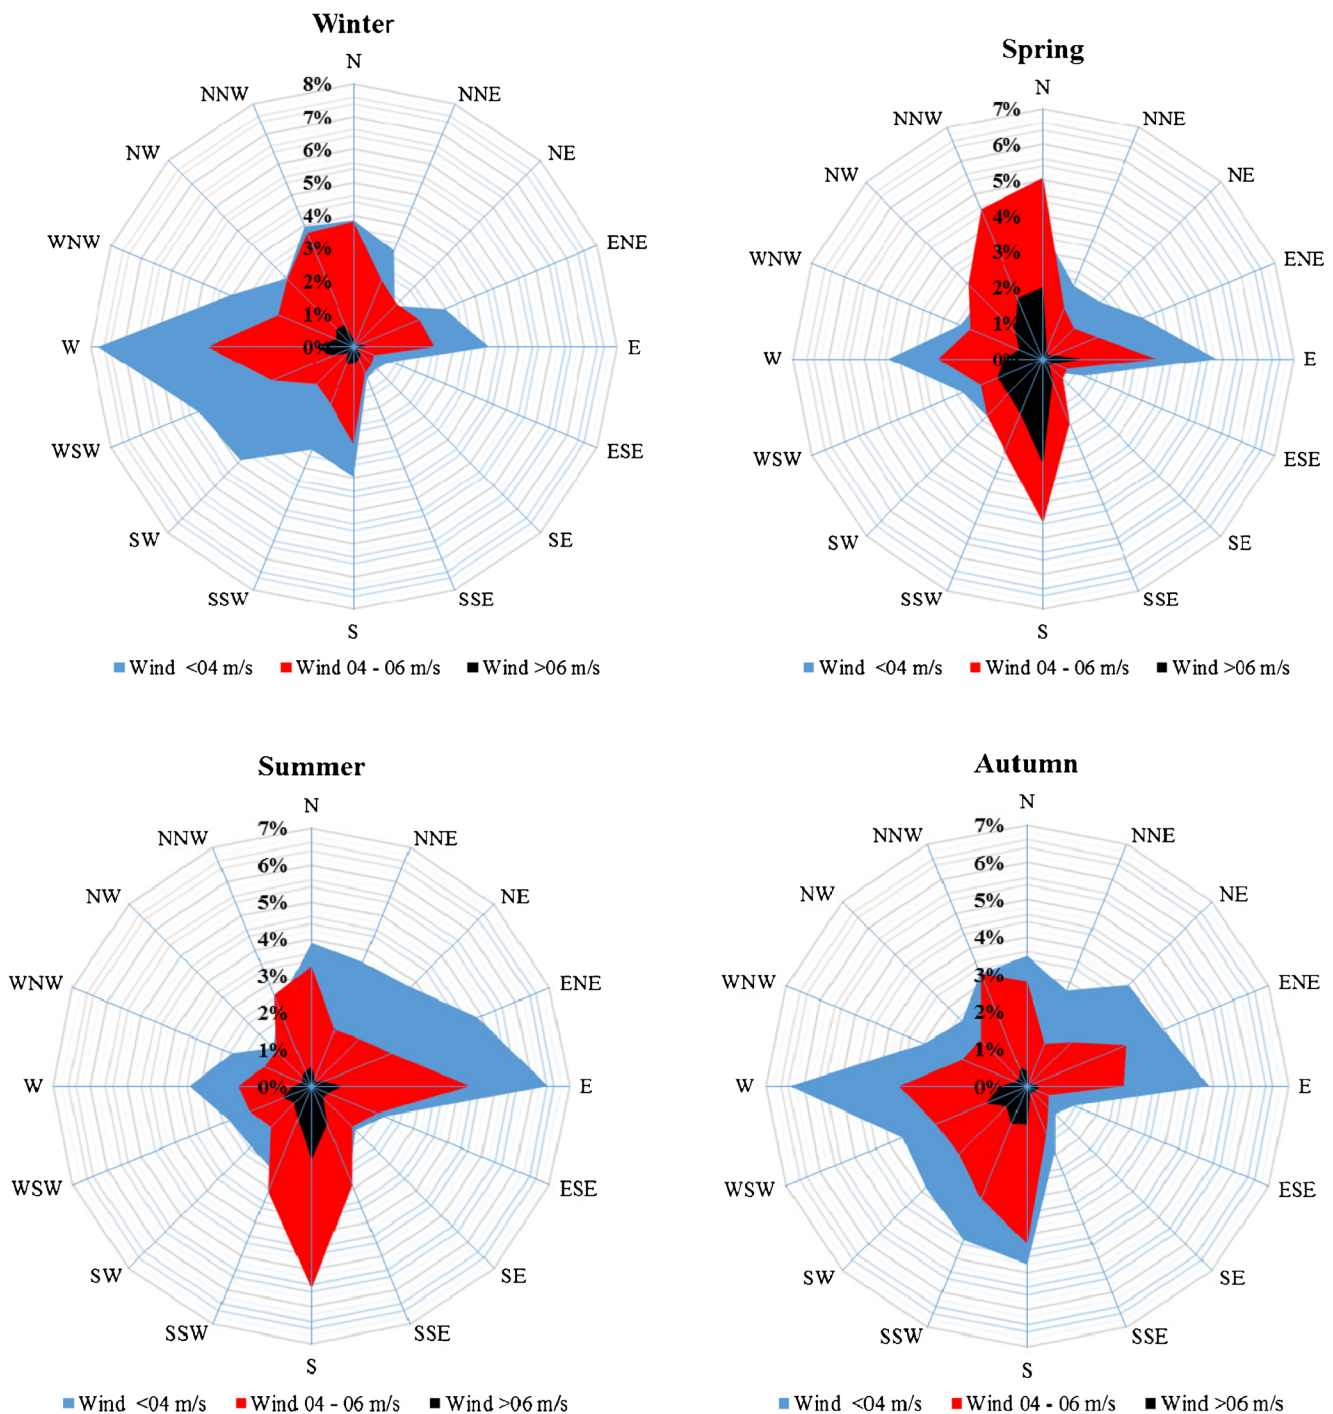 Winter
N
NNE
NE
ENE
E
ESE
SE
SSE
S
SSW
SW
WSW
W
WNW
NW
NNW
8%
7%
6%
5%
4%
3%
2%
1%
0%
Wind <04 m/s Wind 04 - 06 m/s Wind >06 m/s
Spring
N
NNE
NE
ENE
E
ESE
SE
SSE
S
SSW
SW
WSW
W
WNW
NW
NNW
7%
6%
5%
4%
3%
2%
1%
0%
Wind <04 m/s Wind 04 - 06 m/s Wind >06 m/s
Summer
N
NNE
NE
ENE
E
ESE
SE
SSE
S
SSW
SW
WSW
W
WNW
NW
NNW
7%
6%
5%
4%
3%
2%
1%
0%
Wind <04 m/s Wind 04 - 06 m/s Wind >06 m/s
Autumn
N
NNE
NE
ENE
E
ESE
SE
SSE
S
SSW
SW
WSW
W
WNW
NW
NNW
7%
6%
5%
4%
3%
2%
1%
0%
Wind <04 m/s Wind 04 - 06 m/s Wind >06 m/s